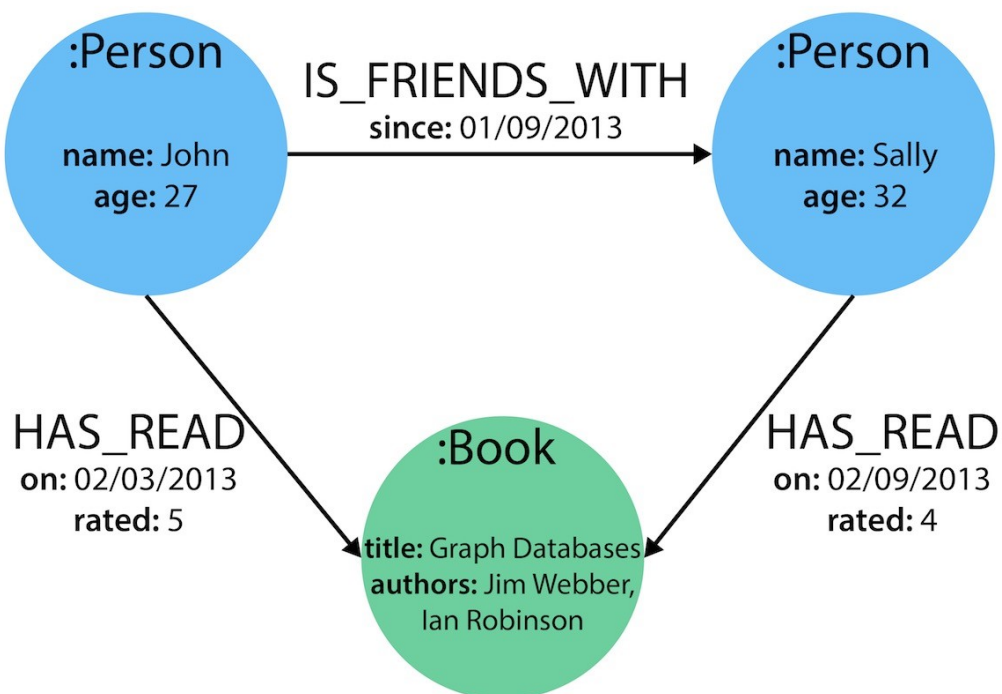 :Person
name: John
age: 27
IS_FRIENDS_WITH
since: 01/09/2013
:Person
name: Sally
age: 32
HAS_READ
on: 02/03/2013
rated: 5
:Book
title: Graph Databases
authors: Jim Webber,
Ian Robinson
HAS_READ
on: 02/09/2013
rated: 4